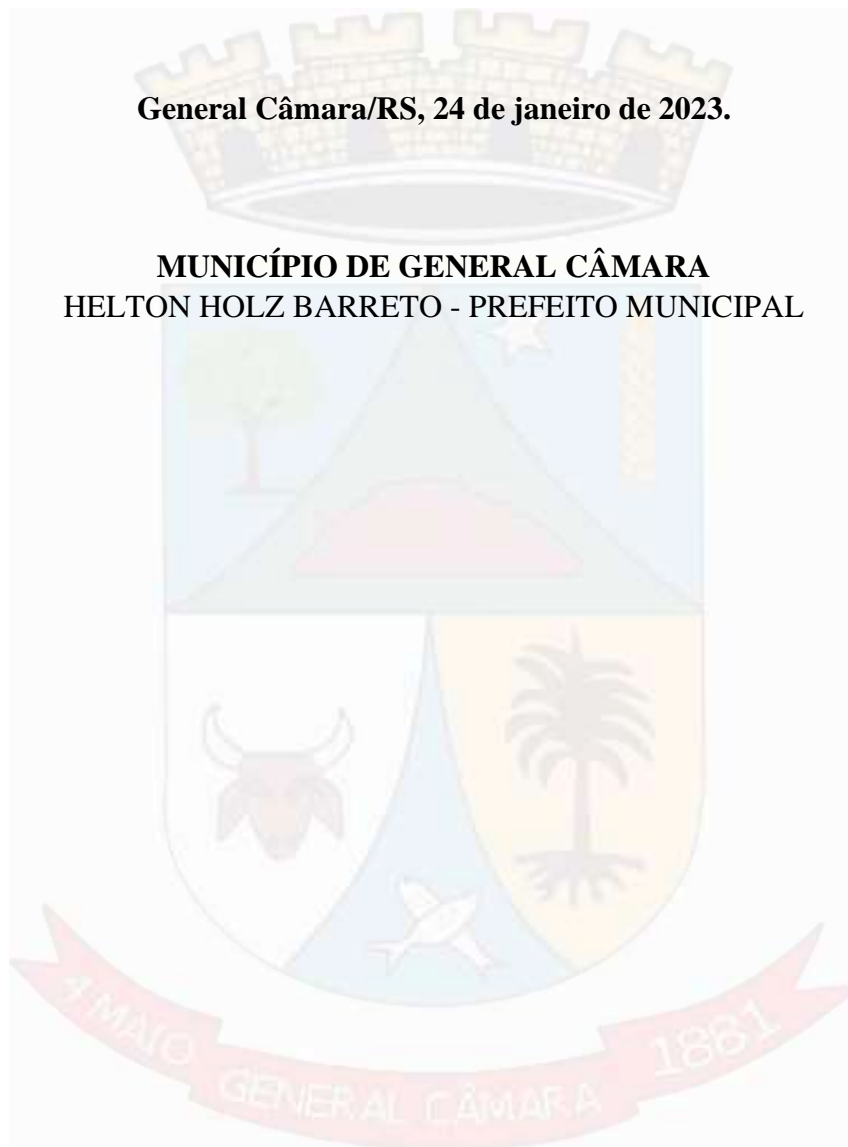 General Câmara/RS, 24 de janeiro de 2023.
MUNICÍPIO DE GENERAL CÂMARA
HELTON HOLZ BARRETO - PREFEITO MUNICIPAL
4 MAIO
GENERAL CÂMARA
1881